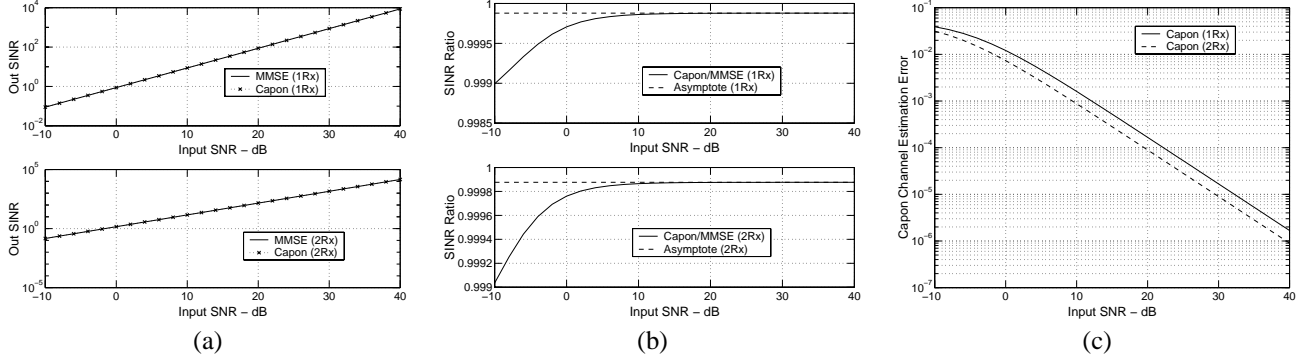 10^4
10^2
10^0
10^−2
Out SINR
MMSE (1Rx)
Capon (1Rx)
−10 0 10 20 30 40
Input SNR − dB
10^5
10^0
10^−5
Out SINR
MMSE (2Rx)
Capon (2Rx)
−10 0 10 20 30 40
Input SNR − dB
(a)
1
0.9995
0.999
0.9985
SINR Ratio
Capon/MMSE (1Rx)
Asymptote (1Rx)
−10 0 10 20 30 40
Input SNR − dB
1
0.9998
0.9996
0.9994
0.9992
0.999
SINR Ratio
Capon/MMSE (2Rx)
Asymptote (2Rx)
−10 0 10 20 30 40
Input SNR − dB
(b)
10^−1
10^−2
10^−3
10^−4
10^−5
10^−6
10^−7
Capon Channel Estimation Error
Capon (1Rx)
Capon (2Rx)
−10 0 10 20 30 40
Input SNR − dB
(c)